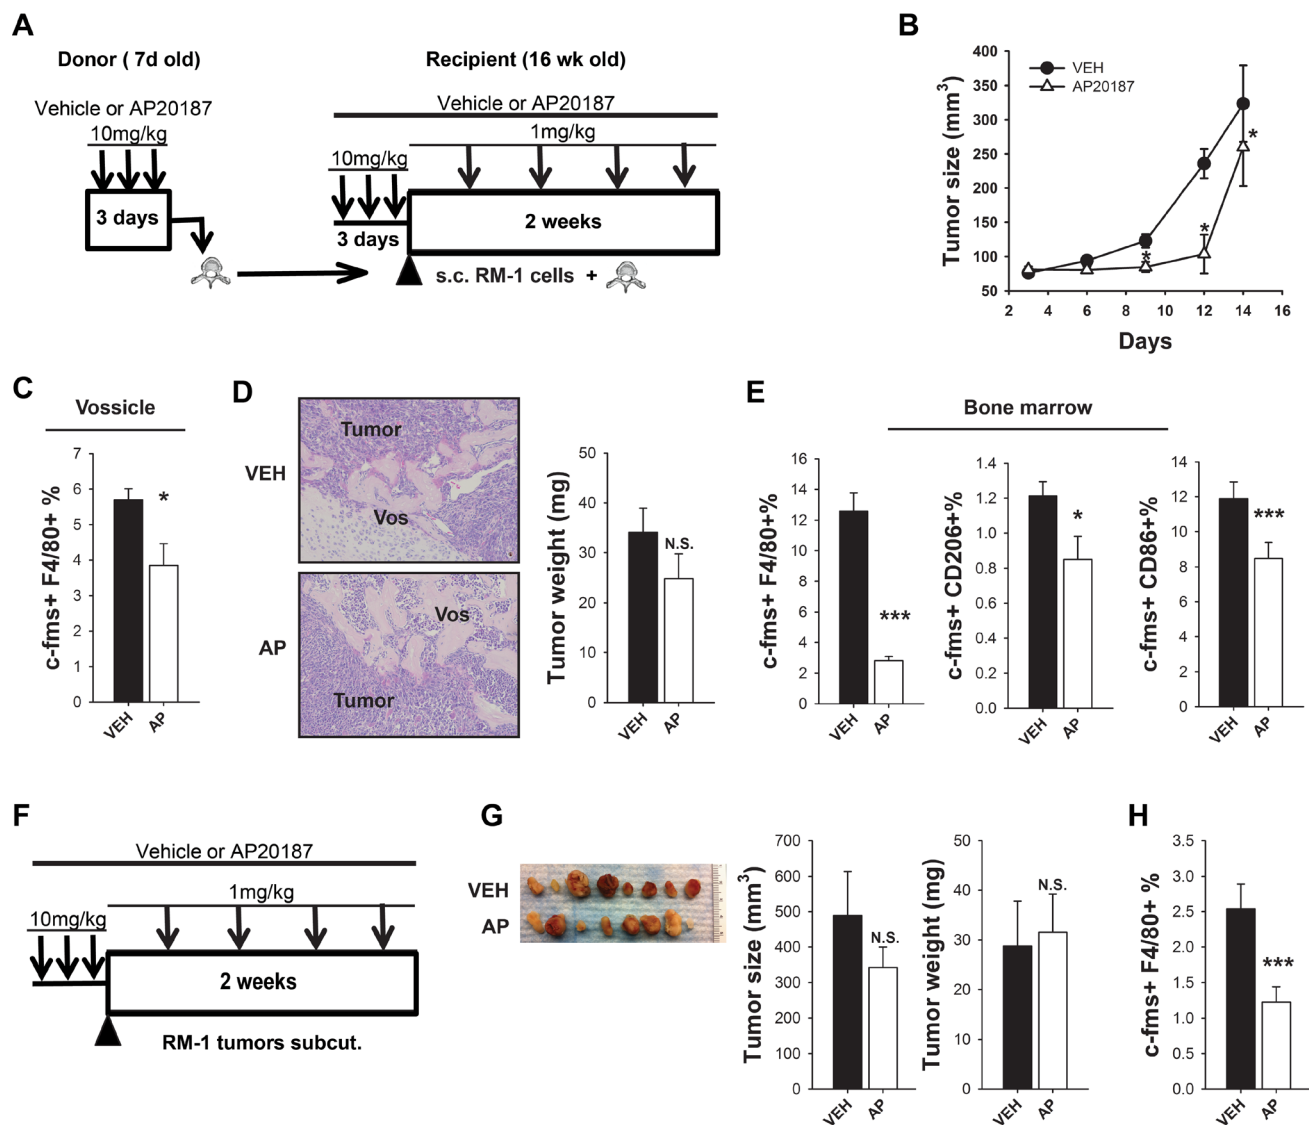 A
Donor ( 7d old)
Vehicle or AP20187
10mg/kg
3 days
Recipient (16 wk old)
Vehicle or AP20187
1mg/kg
10mg/kg
2 weeks
3 days
s.c. RM-1 cells +
B
Tumor size (mm3)
400
350
300
250
200
150
100
50
VEH
AP20187
*
*
*
*
2 4 6 8 10 12 14 16
Days
C
Vossicle
c-fms+ F4/80+ %
7
6
5
4
3
2
1
0
*
VEH AP
D
VEH
Tumor
Vos
AP
Vos
Tumor
Tumor weight (mg)
50
40
30
20
10
0
N.S.
VEH AP
E
Bone marrow
c-fms+ F4/80+%
16
14
12
10
8
6
4
2
0
***
VEH AP
c-fms+ CD206+%
1.4
1.2
1.0
0.8
0.6
0.4
0.2
0.0
*
VEH AP
c-fms+ CD86+%
14
12
10
8
6
4
2
0
***
VEH AP
F
Vehicle or AP20187
1mg/kg
10mg/kg
2 weeks
RM-1 tumors subcut.
G
VEH
AP
Tumor size (mm3)
700
600
500
400
300
200
100
0
N.S.
VEH AP
Tumor weight (mg)
50
40
30
20
10
0
N.S.
VEH AP
H
c-fms+ F4/80+ %
3.5
3.0
2.5
2.0
1.5
1.0
0.5
0.0
***
VEH AP